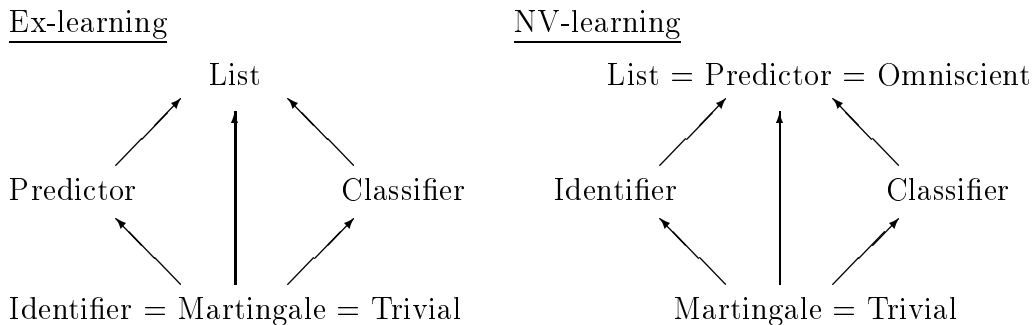 Ex-learning
List
Predictor
Classifier
Identifier = Martingale = Trivial
NV-learning
List = Predictor = Omniscient
Identifier
Classifier
Martingale = Trivial